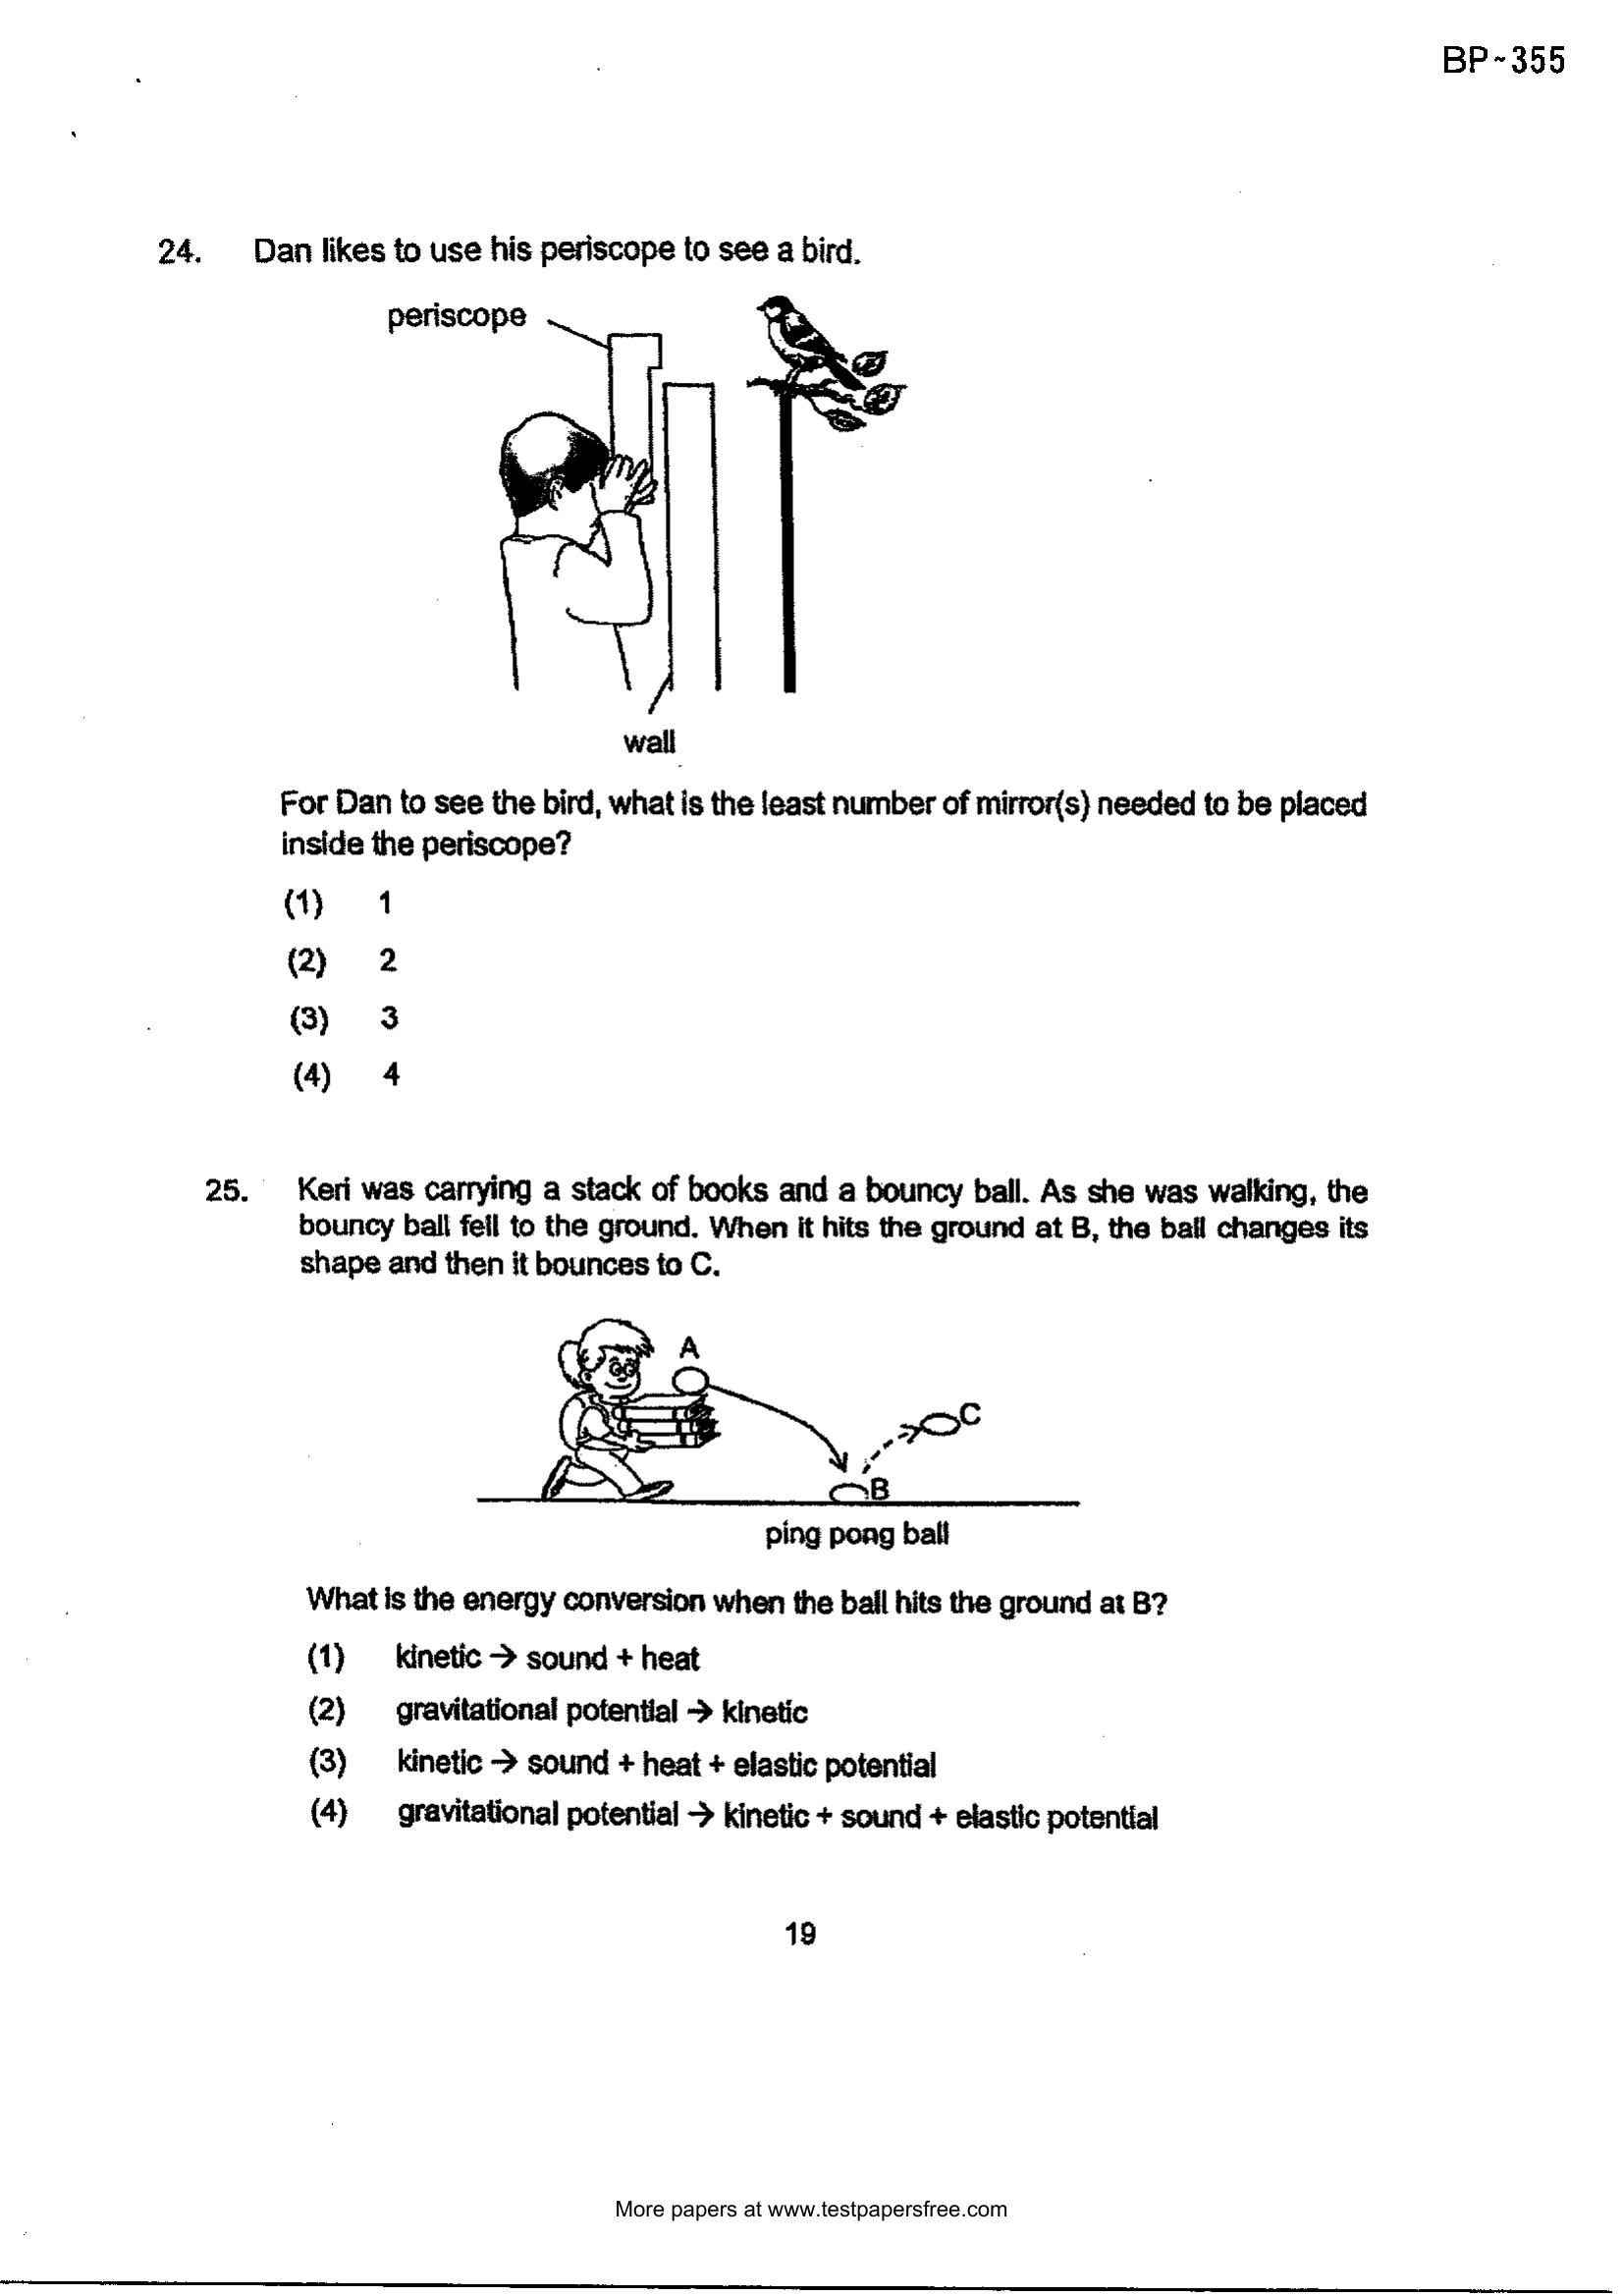 BP~355
24. Dan likes to use his periscope to see a bird.
periscope
wall
For Dan to see the bird, what is the least number of mirror(s) needed to be placed
inside the periscope?
(1) 1
(2) 2
(3) 3
(4) 4
25. Keri was carrying a stack of books and a bouncy ball. As she was walking, the
bouncy ball fell to the ground. When it hits the ground at B, the ball changes its
shape and then it bounces to C.
A
C
B
ping pong ball
What is the energy conversion when the ball hits the ground at B?
(1) kinetic → sound + heat
(2) gravitational potential → kinetic
(3) kinetic → sound + heat + elastic potential
(4) gravitational potential → kinetic + sound + elastic potential
19
More papers at www.testpapersfree.com